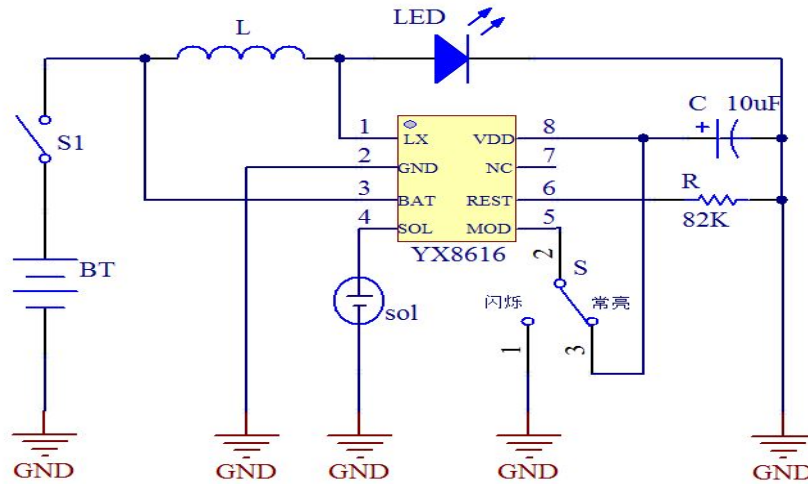 LED
L
C 10uF
+
1 LX VDD 8
2 GND NC 7
S1
3 BAT REST 6
R
4 SOL MOD 5
82K
YX8616
2
BT
S
sol
闪烁 常亮
1
3
GND GND GND GND GND